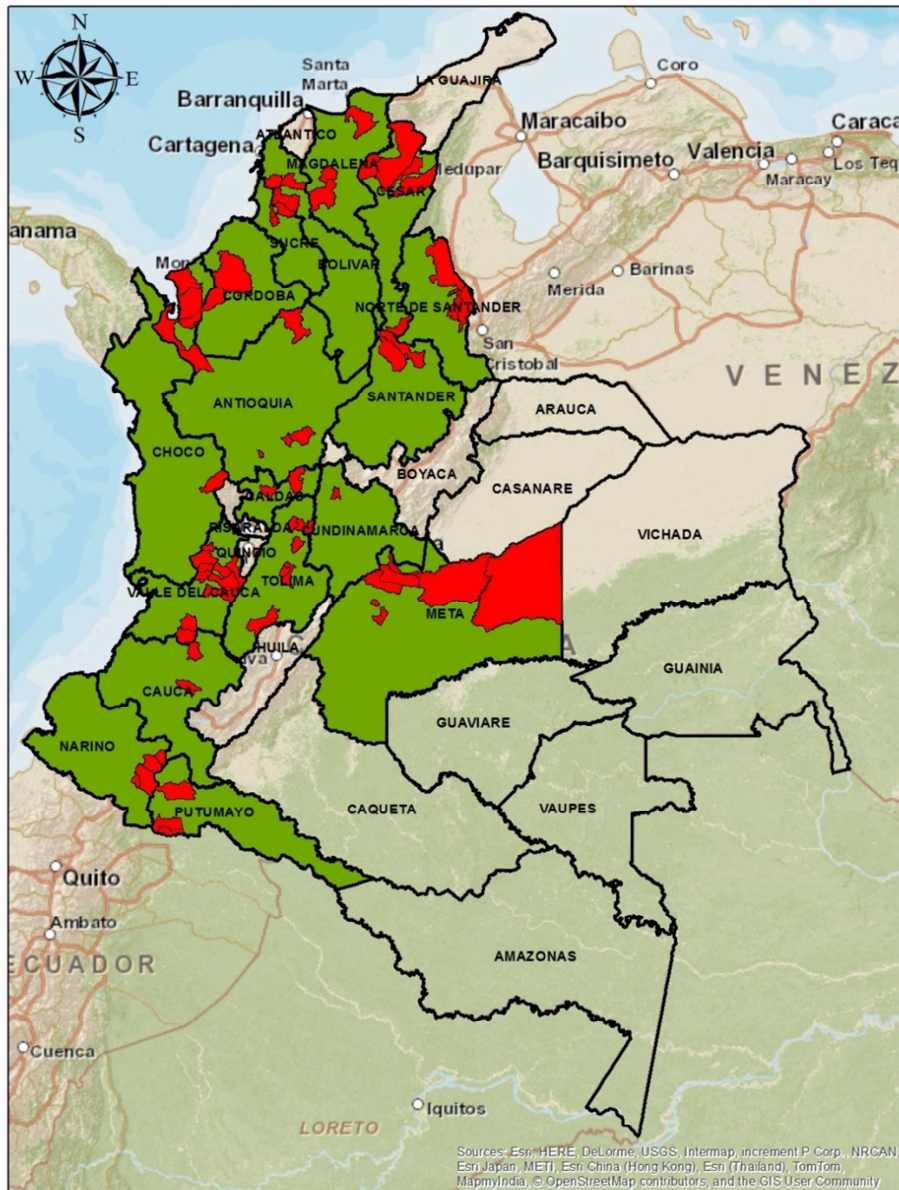 N
W E
S
Santa
Marta
LA GUAJIRA
Coro
Barranquilla
ATLANTICO
Maracaibo
Caraca
Cartagena
MAGDALENA
Valencia
Los Teq
Barquisimeto
Maracay
CESAR
Medupar
anama
SUCRE
BOLIVAR
Mon
CORDOBA
Barinas
Merida
NORTE DE SANTANDER
San
Cristobal
VENEZ
SANTANDER
ANTIOQUIA
ARAUCA
CHOCO
BOYACA
CASANARE
CALDAS
RISARALDA
CUNDINAMARCA
VICHADA
QUINDIO
TOLIMA
VALLE DEL CAUCA
META
HUILA
iva
GUAINIA
CAUCA
GUAVIARE
NARINO
CAQUETA
VAUPES
PUTUMAYO
Quito
Ambato
ECUADOR
AMAZONAS
Cuenca
Iquitos
LORETO
Sources: Esri, HERE, DeLorme, USGS, Intermap, increment P Corp., NRCAN,
Esri Japan, METI, Esri China (Hong Kong), Esri (Thailand), TomTom,
MapmyIndia, © OpenStreetMap contributors, and the GIS User Community